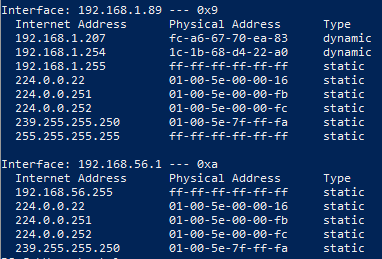 Interface: 192.168.1.89 --- 0x9
  Internet Address      Physical Address      Type
  192.168.1.207         fc-a6-67-70-ea-83     dynamic
  192.168.1.254         1c-1b-68-d4-22-a0     dynamic
  192.168.1.255         ff-ff-ff-ff-ff-ff     static
  224.0.0.22            01-00-5e-00-00-16     static
  224.0.0.251           01-00-5e-00-00-fb     static
  224.0.0.252           01-00-5e-00-00-fc     static
  239.255.255.250       01-00-5e-7f-ff-fa     static
  255.255.255.255       ff-ff-ff-ff-ff-ff     static

Interface: 192.168.56.1 --- 0xa
  Internet Address      Physical Address      Type
  192.168.56.255        ff-ff-ff-ff-ff-ff     static
  224.0.0.22            01-00-5e-00-00-16     static
  224.0.0.251           01-00-5e-00-00-fb     static
  224.0.0.252           01-00-5e-00-00-fc     static
  239.255.255.250       01-00-5e-7f-ff-fa     static